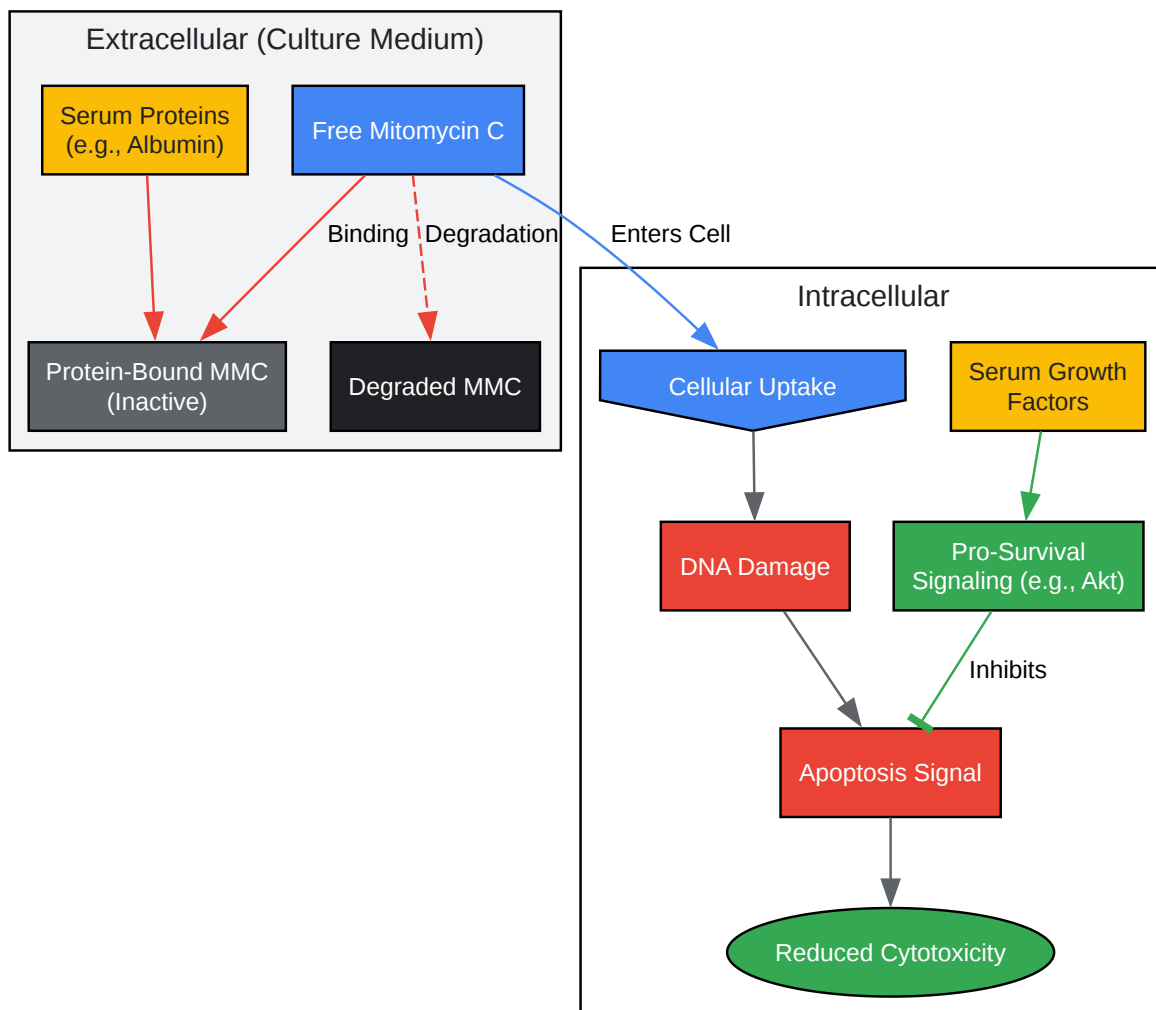 Extracellular (Culture Medium)
Serum Proteins
(e.g., Albumin)
Free Mitomycin C
Binding
Degradation
Enters Cell
Protein-Bound MMC
(Inactive)
Degraded MMC
Intracellular
Cellular Uptake
Serum Growth
Factors
DNA Damage
Pro-Survival
Signaling (e.g., Akt)
Inhibits
Apoptosis Signal
Reduced Cytotoxicity